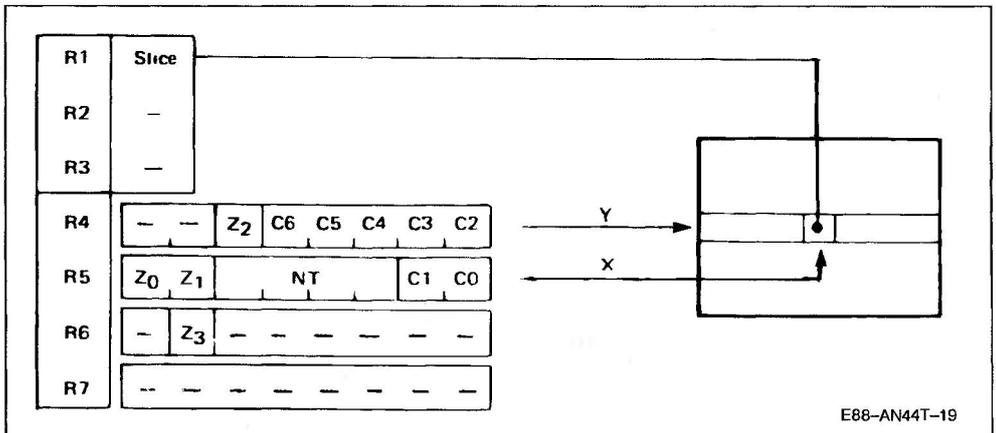 R1 Slice
R2 –
R3 –
R4 – – Z2 C6 C5 C4 C3 C2
Y
R5 Z0 Z1 NT C1 C0
X
R6 – Z3 – – – – – –
R7 – – – – – – – –
E88–AN44T–19